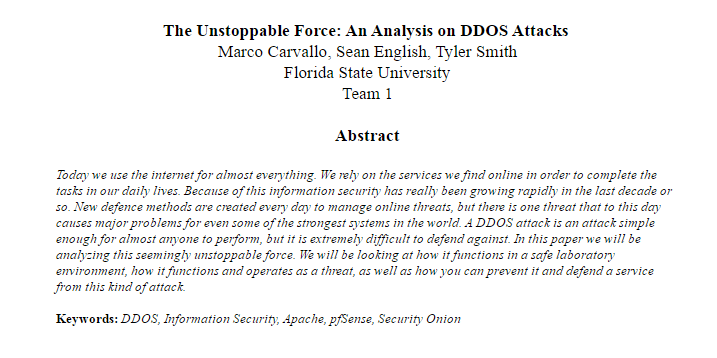 The Unstoppable Force: An Analysis on DDOS Attacks
Marco Carvallo, Sean English, Tyler Smith
Florida State University
Team 1
Abstract
Today we use the internet for almost everything. We rely on the services we find online in order to complete the
tasks in our daily lives. Because of this information security has really been growing rapidly in the last decade or
so. New defence methods are created every day to manage online threats, but there is one threat that to this day
causes major problems for even some of the strongest systems in the world. A DDOS attack is an attack simple
enough for almost anyone to perform, but it is extremely difficult to defend against. In this paper we will be
analyzing this seemingly unstoppable force. We will be looking at how it functions in a safe laboratory
environment, how it functions and operates as a threat, as well as how you can prevent it and defend a service
from this kind of attack.
Keywords: DDOS, Information Security, Apache, pfSense, Security Onion